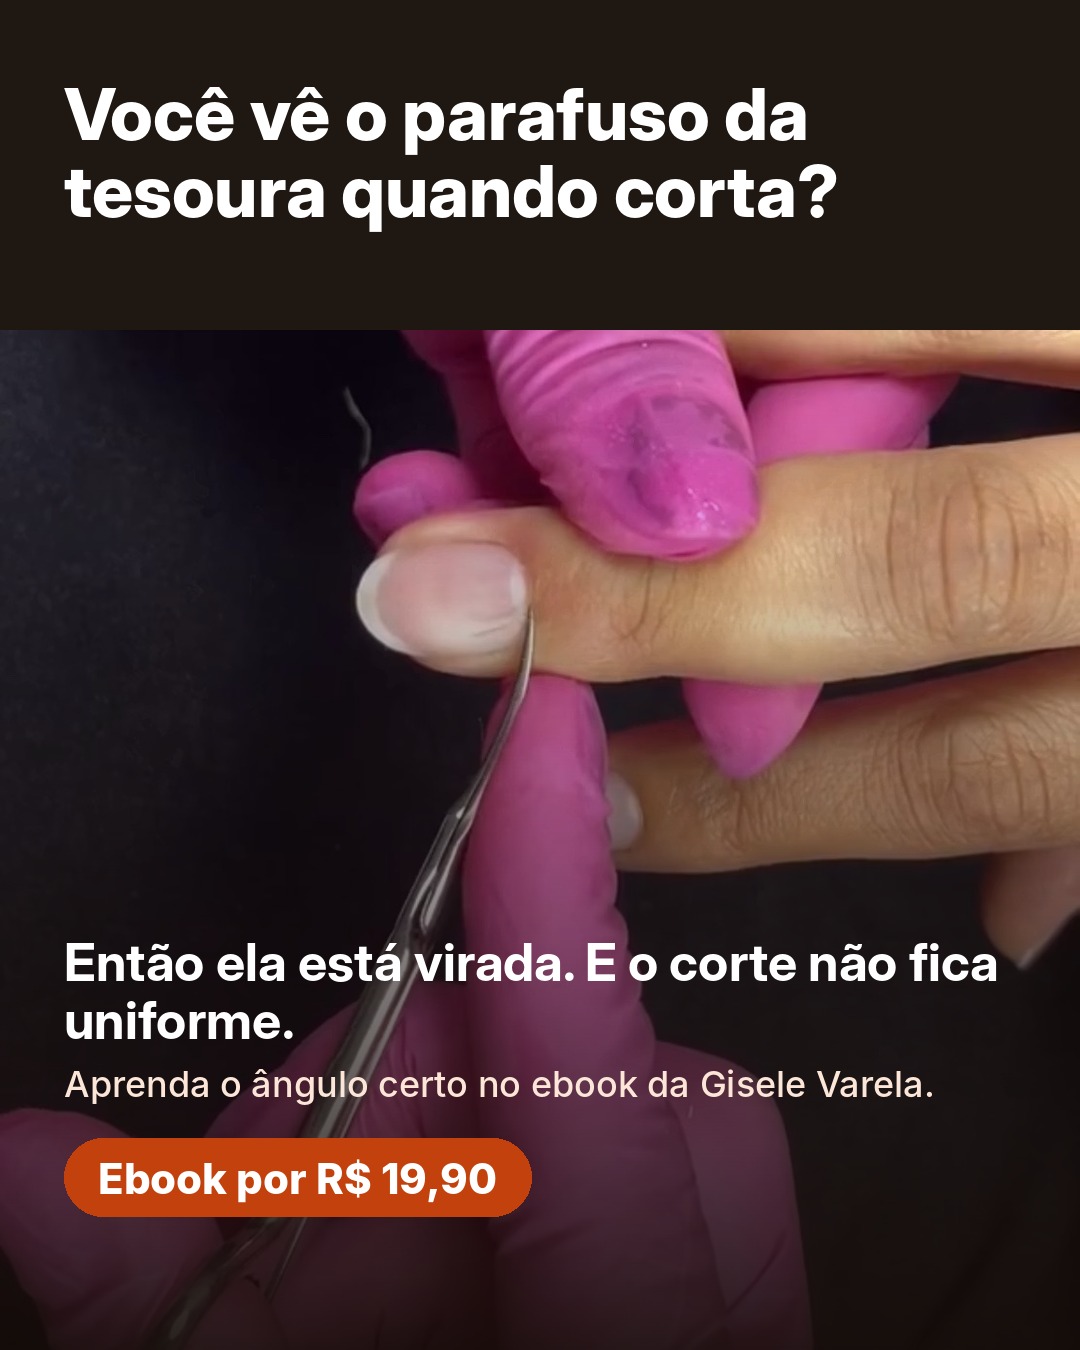 Você vê o parafuso da
tesoura quando corta?
Então ela está virada. E o corte não fica
uniforme.
Aprenda o ângulo certo no ebook da Gisele Varela.
Ebook por R$ 19,90